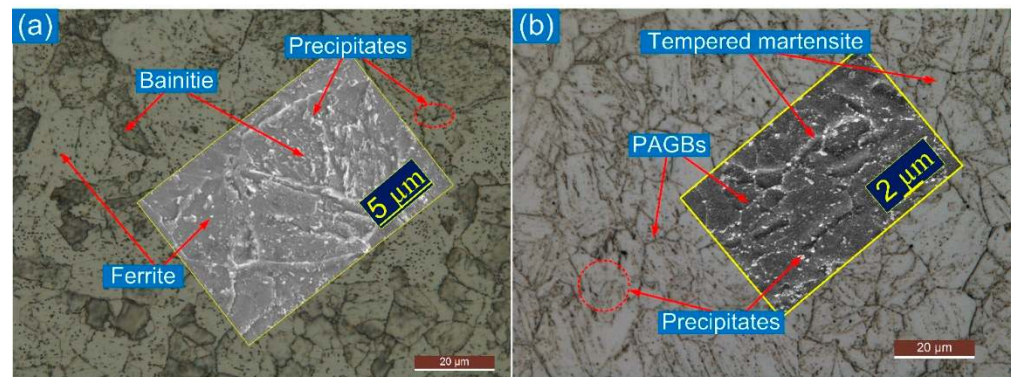 (a)
Precipitates
Bainitie
5 µm
Ferrite
20 µm
(b)
Tempered martensite
PAGBs
2 µm
Precipitates
20 µm